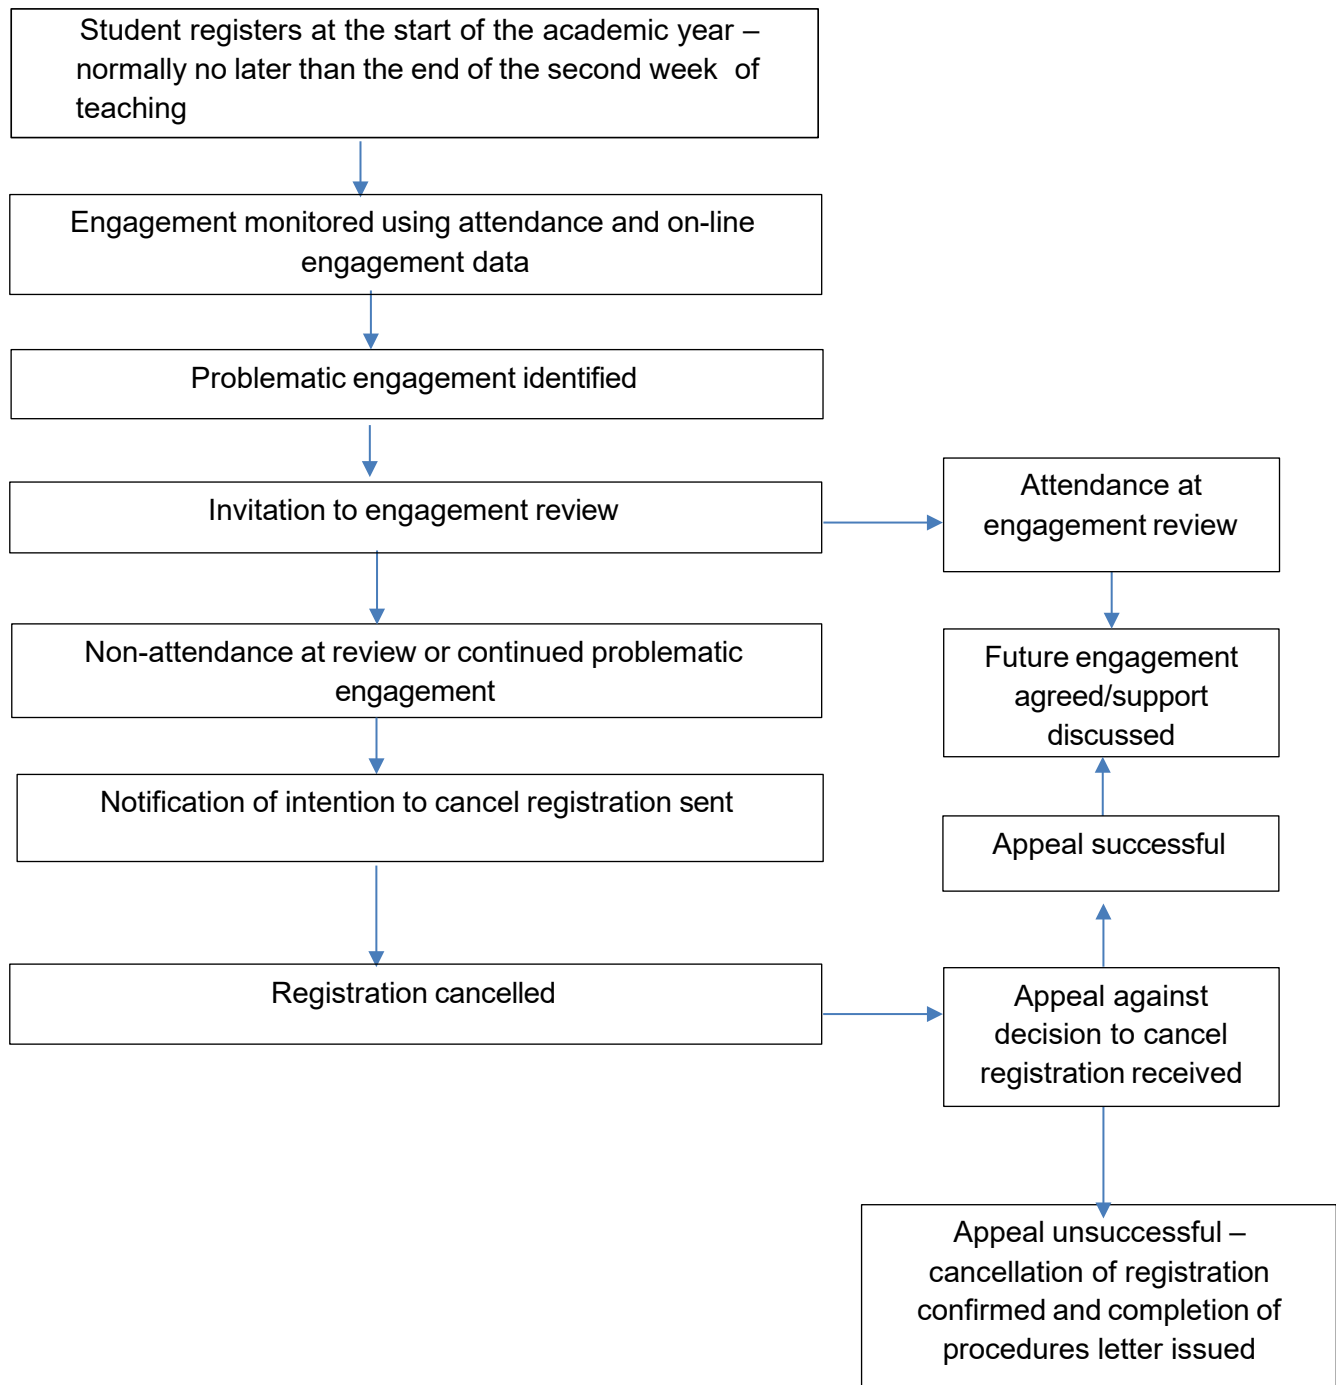 Student registers at the start of the academic year –
normally no later than the end of the second week of
teaching
Engagement monitored using attendance and on-line
engagement data
Problematic engagement identified
Invitation to engagement review
Attendance at
engagement review
Non-attendance at review or continued problematic
engagement
Future engagement
agreed/support
discussed
Notification of intention to cancel registration sent
Appeal successful
Registration cancelled
Appeal against
decision to cancel
registration received
Appeal unsuccessful –
cancellation of registration
confirmed and completion of
procedures letter issued